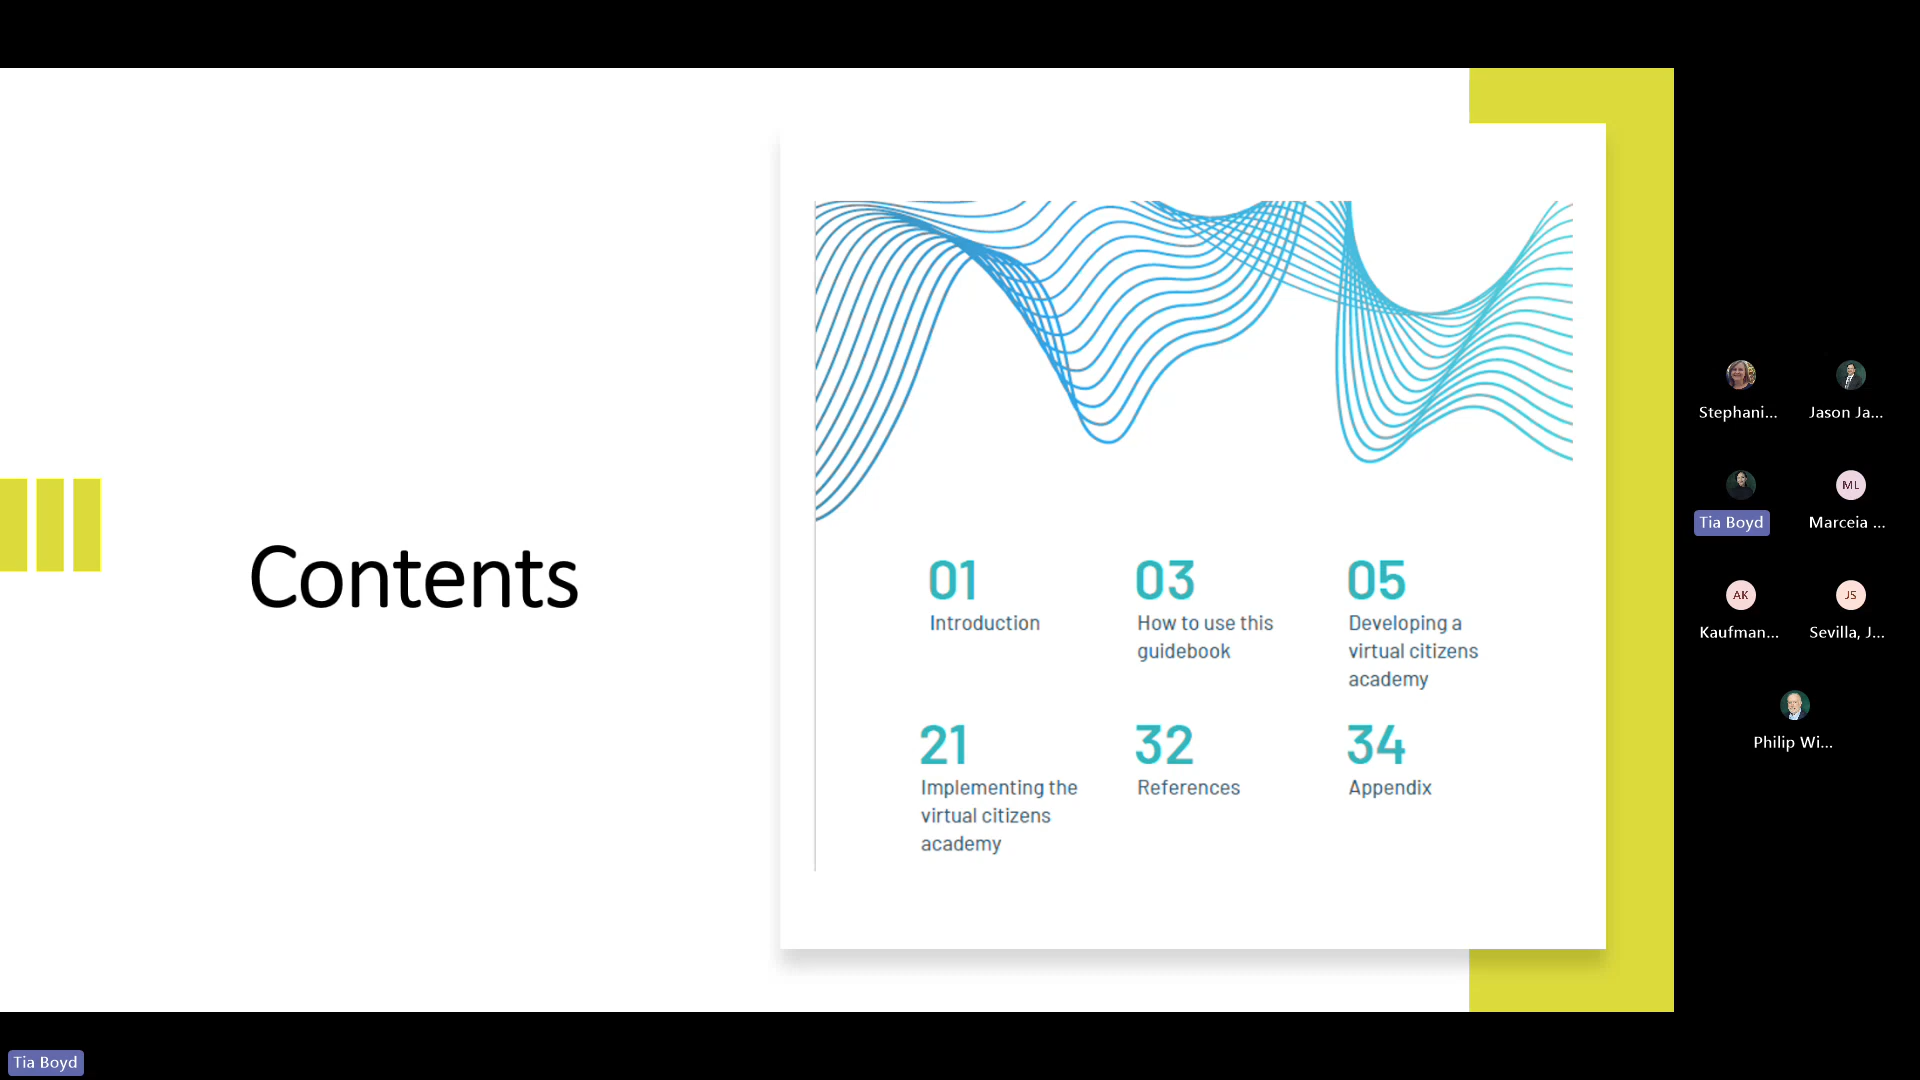 Contents
01
Introduction
03
How to use this
guidebook
05
Developing a
virtual citizens
academy
21
Implementing the
virtual citizens
academy
32
References
34
Appendix
Stephani...
Jason Ja...
Tia Boyd
ML
Marceia ...
AK
Kaufman...
JS
Sevilla, J...
Philip Wi...
Tia Boyd